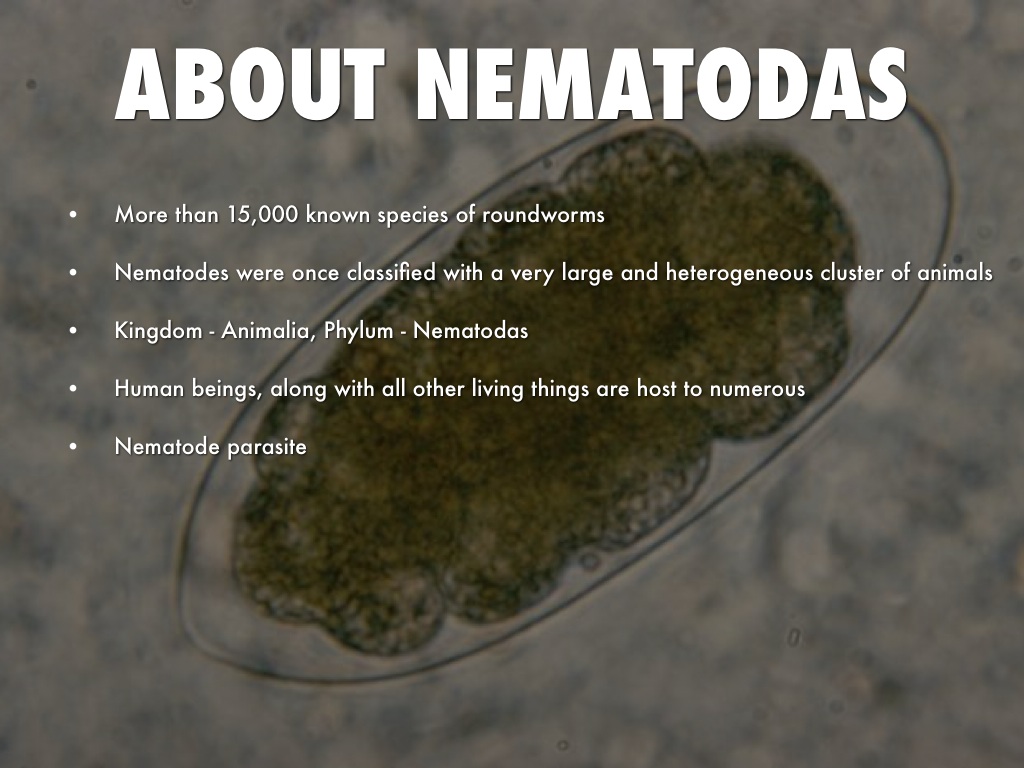 ABOUT NEMATODAS
• More than 15,000 known species of roundworms
• Nematodes were once classified with a very large and heterogeneous cluster of animals
• Kingdom - Animalia, Phylum - Nematodas
• Human beings, along with all other living things are host to numerous
• Nematode parasite